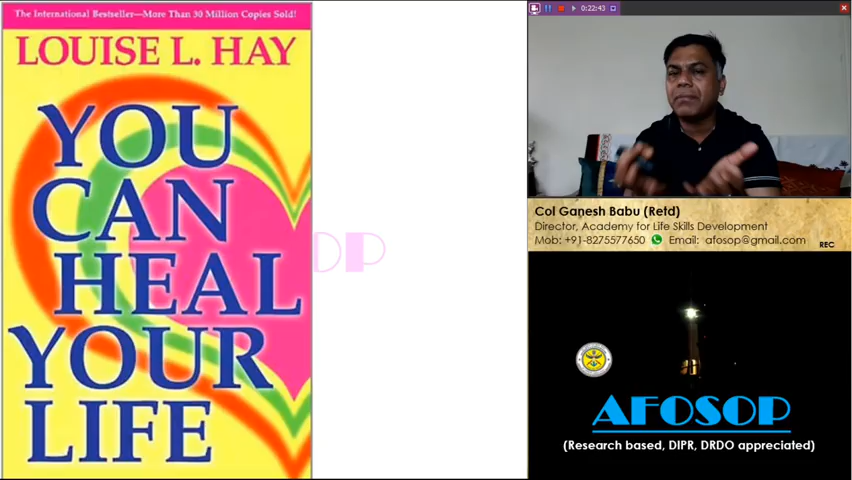 The International Bestseller—More Than 30 Million Copies Sold!
LOUISE L. HAY
YOU
CAN
HEAL
YOUR
LIFE
OP
0:22:43
Col Ganesh Babu (Retd)
Director, Academy for Life Skills Development
Mob: +91-8275577650 Email: afosop@gmail.com
REC
AFOSOP
(Research based, DIPR, DRDO appreciated)